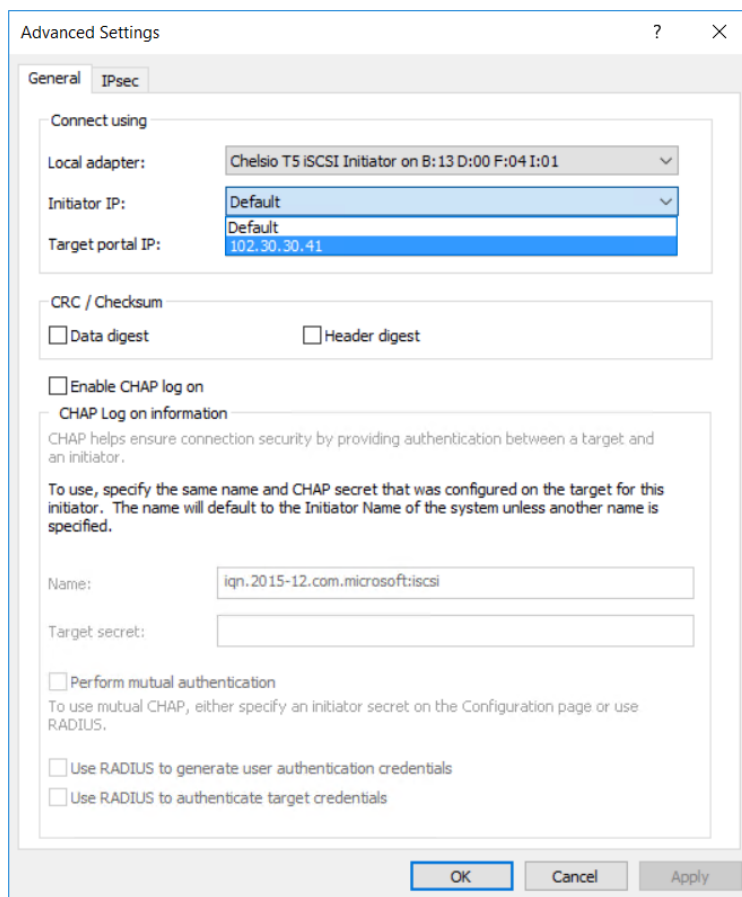 Advanced Settings
?
General
IPsec
Connect using
Local adapter:
Chelsio T5 iSCSI Initiator on B:13 D:00 F:04 I:01
Initiator IP:
Default
Default
Target portal IP:
102.30.30.41
CRC / Checksum
Data digest
Header digest
Enable CHAP log on
CHAP Log on information
CHAP helps ensure connection security by providing authentication between a target and
an initiator.
To use, specify the same name and CHAP secret that was configured on the target for this
initiator. The name will default to the Initiator Name of the system unless another name is
specified.
Name:
iqn.2015-12.com.microsoft:iscsi
Target secret:
Perform mutual authentication
To use mutual CHAP, either specify an initiator secret on the Configuration page or use
RADIUS.
Use RADIUS to generate user authentication credentials
Use RADIUS to authenticate target credentials
OK
Cancel
Apply